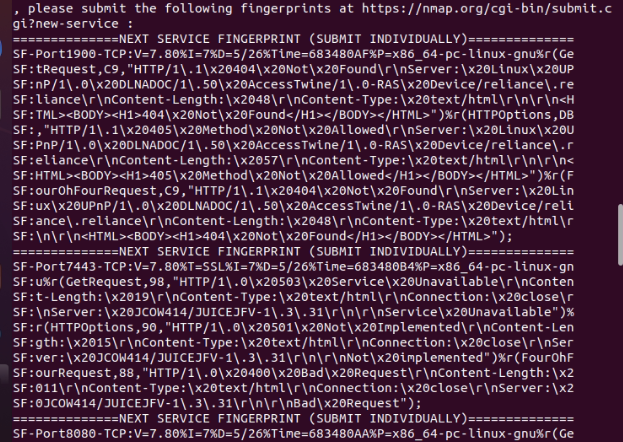 , please submit the following fingerprints at https://nmap.org/cgi-bin/submit.c
gi?new-service :
==============NEXT SERVICE FINGERPRINT (SUBMIT INDIVIDUALLY)==============
SF-Port1900-TCP:V=7.80%I=7%D=5/26%Time=683480AF%P=x86_64-pc-linux-gnu%r(Ge
SF:tRequest,C9,"HTTP/1\.1\x20404\x20Not\x20Found\r\nServer:\x20Linux\x20UP
SF:nP/1\.0\x20DLNADOC/1\.50\x20AccessTwine/1\.0-RAS\x20Device/reliance\.re
SF:liance\r\nContent-Length:\x2048\r\nContent-Type:\x20text/html\r\n\r\n<H
SF:TML><BODY><H1>404\x20Not\x20Found</H1></BODY></HTML>")%r(HTTPOptions,DB
SF:,"HTTP/1\.1\x20405\x20Method\x20Not\x20Allowed\r\nServer:\x20Linux\x20U
SF:PnP/1\.0\x20DLNADOC/1\.50\x20AccessTwine/1\.0-RAS\x20Device/reliance\.r
SF:eliance\r\nContent-Length:\x2057\r\nContent-Type:\x20text/html\r\n\r\n<
SF:HTML><BODY><H1>405\x20Method\x20Not\x20Allowed</H1></BODY></HTML>")%r(F
SF:ourOhFourRequest,C9,"HTTP/1\.1\x20404\x20Not\x20Found\r\nServer:\x20Lin
SF:ux\x20UPnP/1\.0\x20DLNADOC/1\.50\x20AccessTwine/1\.0-RAS\x20Device/reli
SF:ance\.reliance\r\nContent-Length:\x2048\r\nContent-Type:\x20text/html\r
SF:\n\r\n<HTML><BODY><H1>404\x20Not\x20Found</H1></BODY></HTML>");
==============NEXT SERVICE FINGERPRINT (SUBMIT INDIVIDUALLY)==============
SF-Port7443-TCP:V=7.80%T=SSL%I=7%D=5/26%Time=683480B4%P=x86_64-pc-linux-gn
SF:u%r(GetRequest,98,"HTTP/1\.0\x20503\x20Service\x20Unavailable\r\nConten
SF:t-Length:\x2019\r\nContent-Type:\x20text/html\r\nConnection:\x20close\r
SF:\nServer:\x20JCOW414/JUICEJFV-1\.3\.31\r\n\r\nService\x20Unavailable")%
SF:r(HTTPOptions,90,"HTTP/1\.0\x20501\x20Not\x20Implemented\r\nContent-Len
SF:gth:\x2015\r\nContent-Type:\x20text/html\r\nConnection:\x20close\r\nSer
SF:ver:\x20JCOW414/JUICEJFV-1\.3\.31\r\n\r\nNot\x20implemented")%r(FourOhF
SF:ourRequest,88,"HTTP/1\.0\x20400\x20Bad\x20Request\r\nContent-Length:\x2
SF:011\r\nContent-Type:\x20text/html\r\nConnection:\x20close\r\nServer:\x2
SF:0JCOW414/JUICEJFV-1\.3\.31\r\n\r\nBad\x20Request");
==============NEXT SERVICE FINGERPRINT (SUBMIT INDIVIDUALLY)==============
SF-Port8080-TCP:V=7.80%I=7%D=5/26%Time=683480AA%P=x86_64-pc-linux-gnu%r(Ge